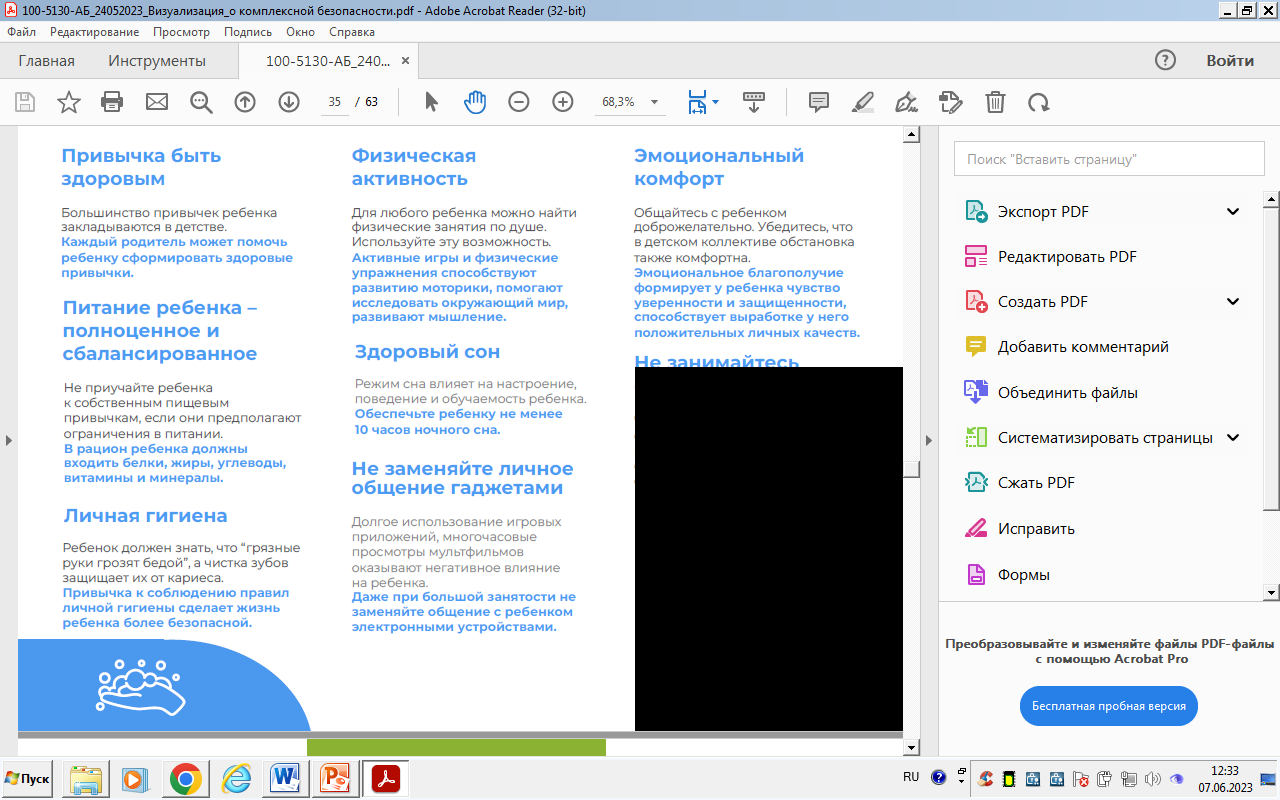 100-5130-АБ_24052023_Визуализация_о комплексной безопасности.pdf - Adobe Acrobat Reader (32-bit)
Файл Редактирование Просмотр Подпись Окно Справка
Главная Инструменты 100-5130-АБ_240... × Войти
35 / 63 68,3%
Привычка быть
здоровым
Большинство привычек ребенка
закладываются в детстве.
Каждый родитель может помочь
ребенку сформировать здоровые
привычки.
Питание ребенка –
полноценное и
сбалансированное
Не приучайте ребенка
к собственным пищевым
привычкам, если они предполагают
ограничения в питании.
В рацион ребенка должны
входить белки, жиры, углеводы,
витамины и минералы.
Личная гигиена
Ребенок должен знать, что “грязные
руки грозят бедой”, а чистка зубов
защищает их от кариеса.
Привычка к соблюдению правил
личной гигиены сделает жизнь
ребенка более безопасной.
Физическая
активность
Для любого ребенка можно найти
физические занятия по душе.
Используйте эту возможность.
Активные игры и физические
упражнения способствуют
развитию моторики, помогают
исследовать окружающий мир,
развивают мышление.
Здоровый сон
Режим сна влияет на настроение,
поведение и обучаемость ребенка.
Обеспечьте ребенку не менее
10 часов ночного сна.
Не заменяйте личное
общение гаджетами
Долгое использование игровых
приложений, многочасовые
просмотры мультфильмов
оказывают негативное влияние
на ребенка.
Даже при большой занятости не
заменяйте общение с ребенком
электронными устройствами.
Эмоциональный
комфорт
Общайтесь с ребенком
доброжелательно. Убедитесь, что
в детском коллективе обстановка
также комфортна.
Эмоциональное благополучие
формирует у ребенка чувство
уверенности и защищенности,
способствует выработке у него
положительных личных качеств.
Не занимайтесь
Поиск "Вставить страницу"
Экспорт PDF
Редактировать PDF
Создать PDF
Добавить комментарий
Объединить файлы
Систематизировать страницы
Сжать PDF
Исправить
Формы
Преобразовывайте и изменяйте файлы PDF-файлы
с помощью Acrobat Pro
Бесплатная пробная версия
Пуск
RU
12:33
07.06.2023